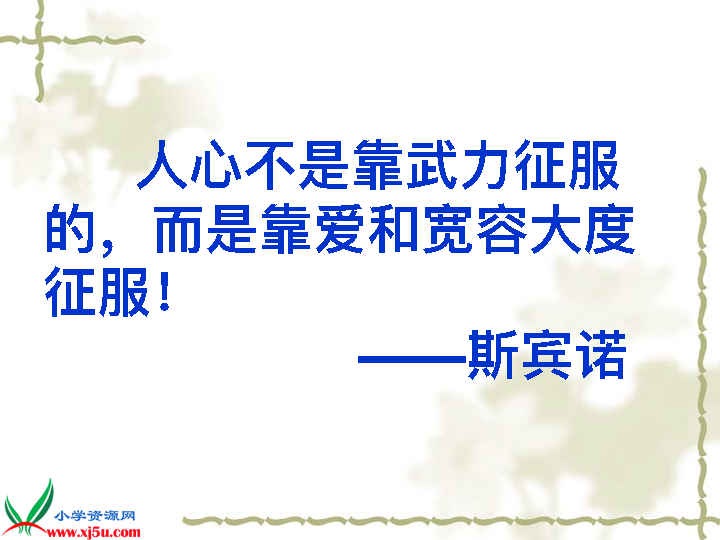 人心不是靠武力征服
的，而是靠爱和宽容大度
征服！
——斯宾诺
小学资源网
www.xj5u.com